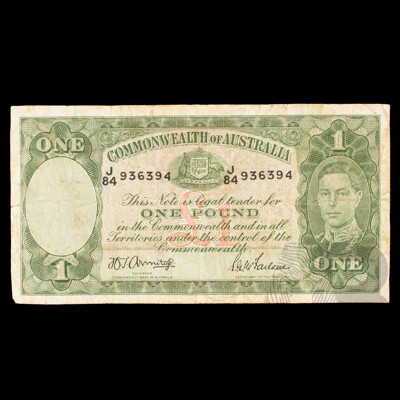 COMMONWEALTH OF AUSTRALIA
ONE
1
J
84 936394
J
84 936394
This Note is legal tender for
ONE POUND
in the Commonwealth and in all
Territories under the control of the
Commonwealth.
GOVERNOR
1
ONE